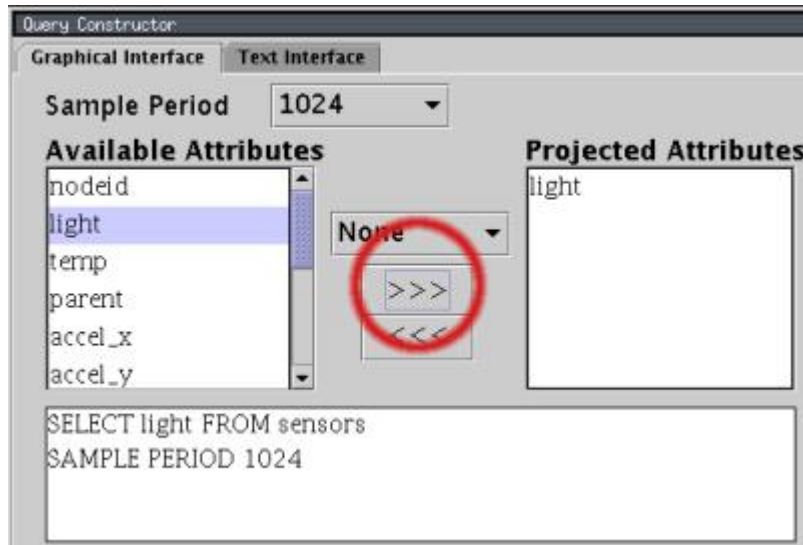 Query Constructor
Graphical Interface Text Interface
Sample Period 1024
Available Attributes Projected Attributes
nodeid light
light None
temp
parent >>>
accel_x <<<
accel_y
SELECT light FROM sensors
SAMPLE PERIOD 1024